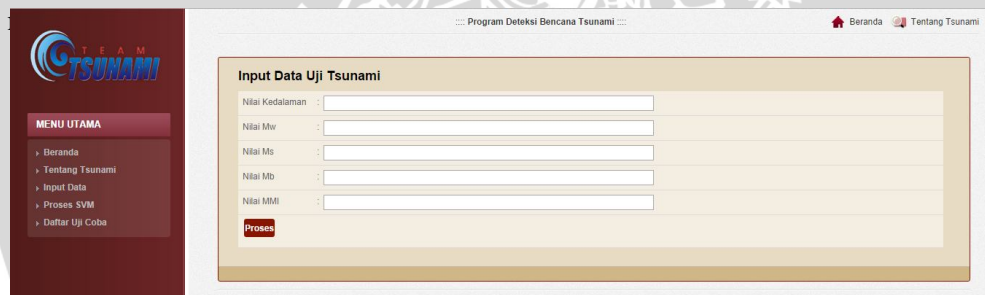 :::: Program Deteksi Bencana Tsunami ::::
Beranda
Tentang Tsunami
TEAM
TSUNAMI
MENU UTAMA
Beranda
Tentang Tsunami
Input Data
Proses SVM
Daftar Uji Coba
Input Data Uji Tsunami
Nilai Kedalaman :
Nilai Mw :
Nilai Ms :
Nilai Mb :
Nilai MMI :
Proses